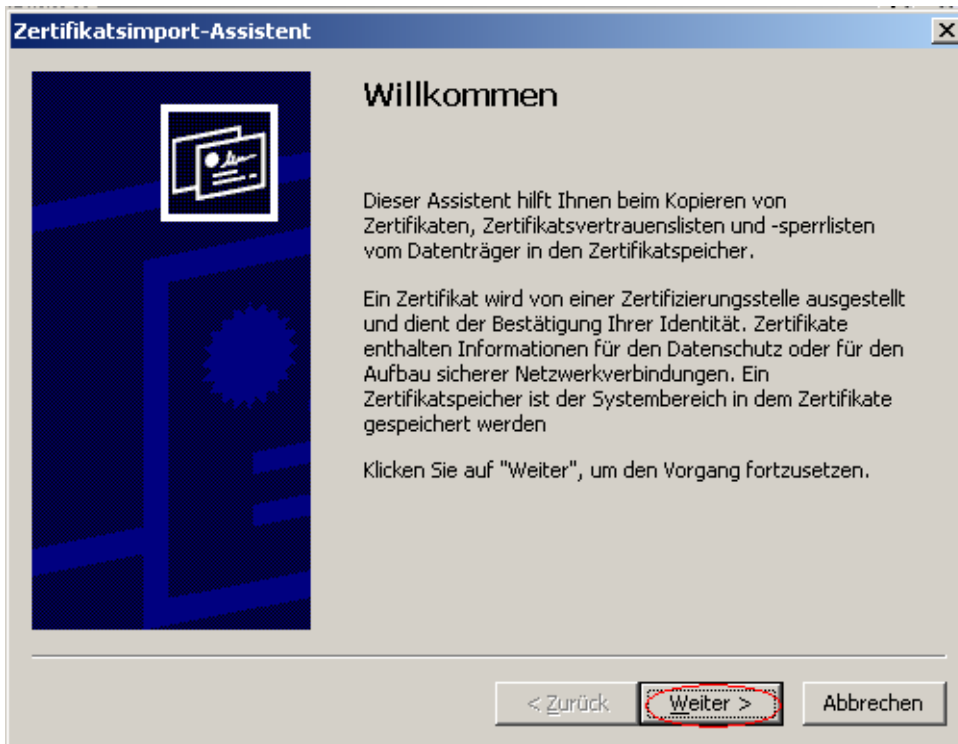 Zertifikatsimport-Assistent
Willkommen
Dieser Assistent hilft Ihnen beim Kopieren von
Zertifikaten, Zertifikatsvertrauenslisten und -sperrlisten
vom Datenträger in den Zertifikatspeicher.
Ein Zertifikat wird von einer Zertifizierungsstelle ausgestellt
und dient der Bestätigung Ihrer Identität. Zertifikate
enthalten Informationen für den Datenschutz oder für den
Aufbau sicherer Netzwerkverbindungen. Ein
Zertifikatspeicher ist der Systembereich in dem Zertifikate
gespeichert werden
Klicken Sie auf "Weiter", um den Vorgang fortzusetzen.
< Zurück Weiter > Abbrechen